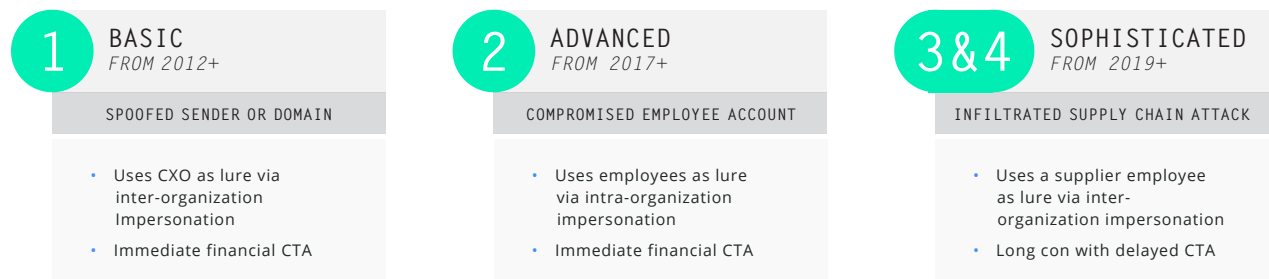 1
BASIC
FROM 2012+
SPOOFED SENDER OR DOMAIN
• Uses CXO as lure via
inter-organization
Impersonation
• Immediate financial CTA
2
ADVANCED
FROM 2017+
COMPROMISED EMPLOYEE ACCOUNT
• Uses employees as lure
via intra-organization
impersonation
• Immediate financial CTA
3&4
SOPHISTICATED
FROM 2019+
INFILTRATED SUPPLY CHAIN ATTACK
• Uses a supplier employee
as lure via inter-
organization impersonation
• Long con with delayed CTA